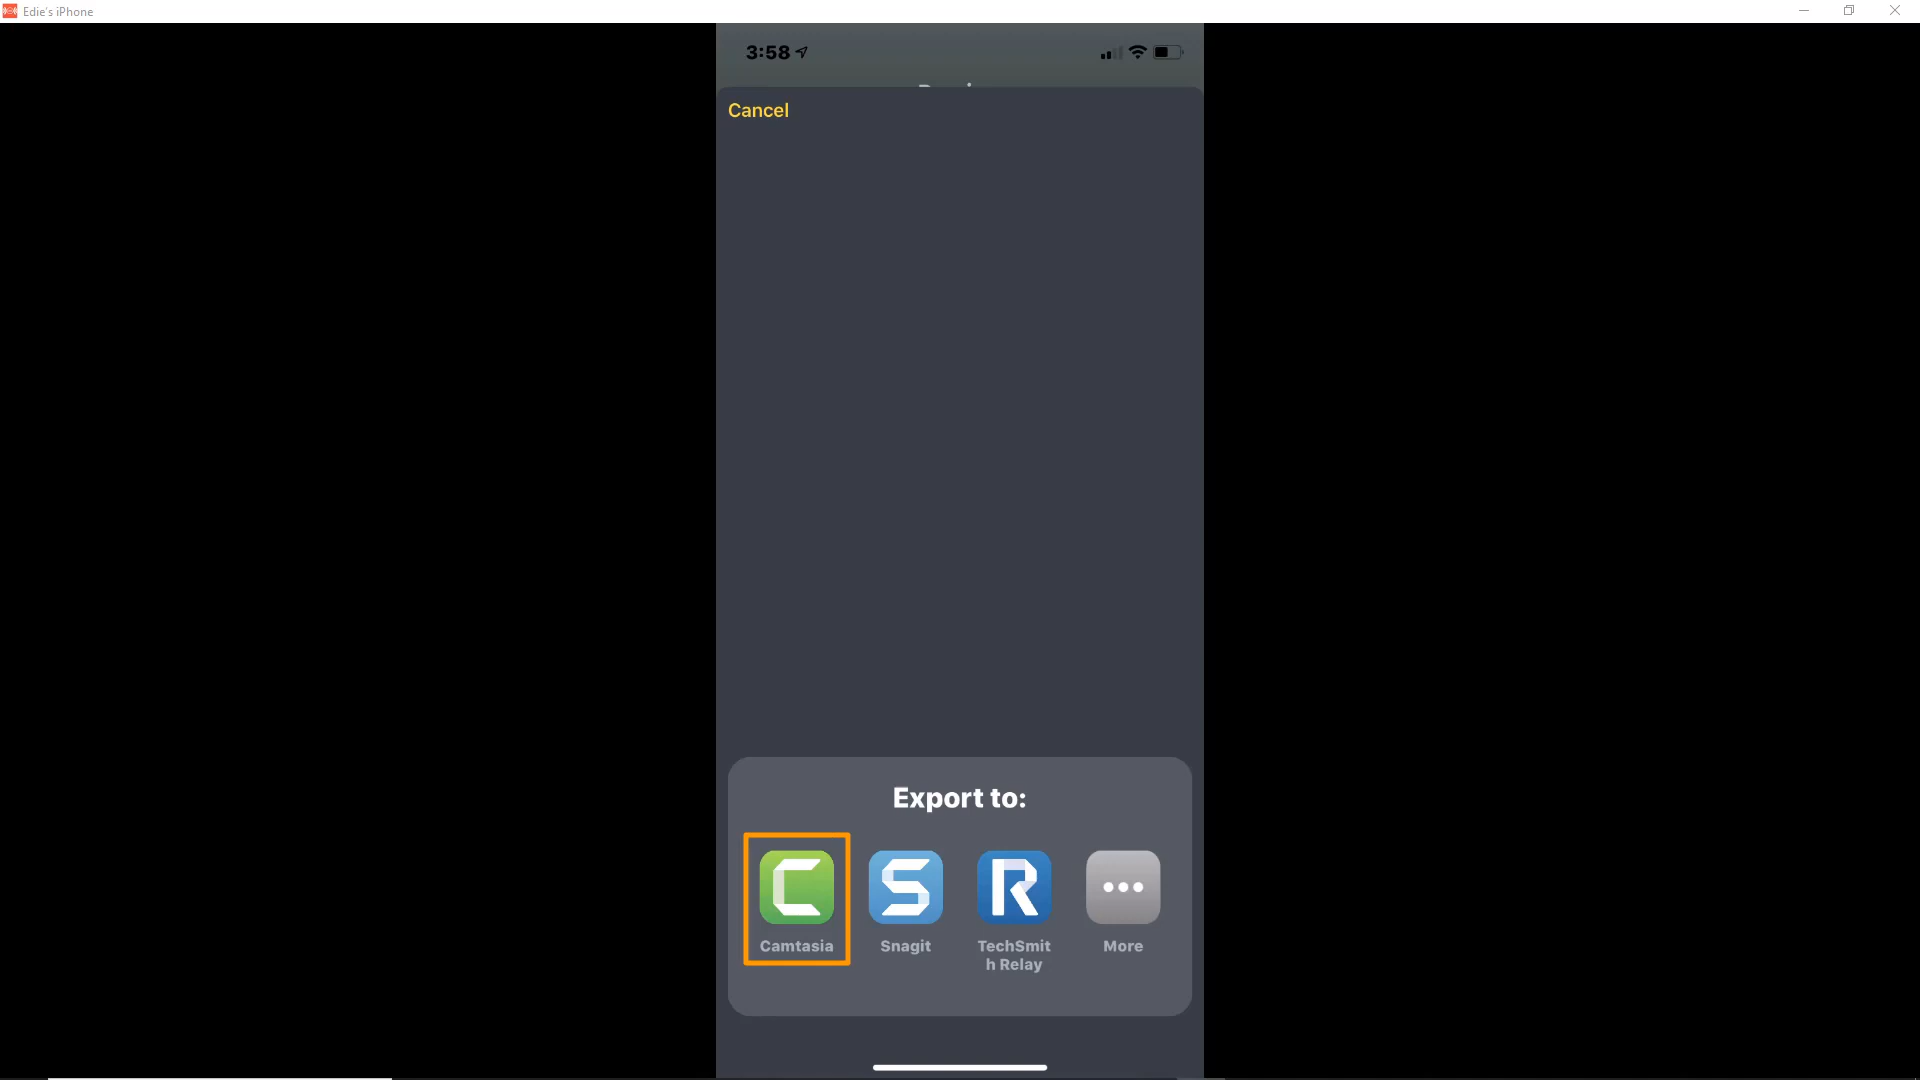 Edie's iPhone
3:58
Cancel
Export to:
Camtasia
Snagit
TechSmit
h Relay
More